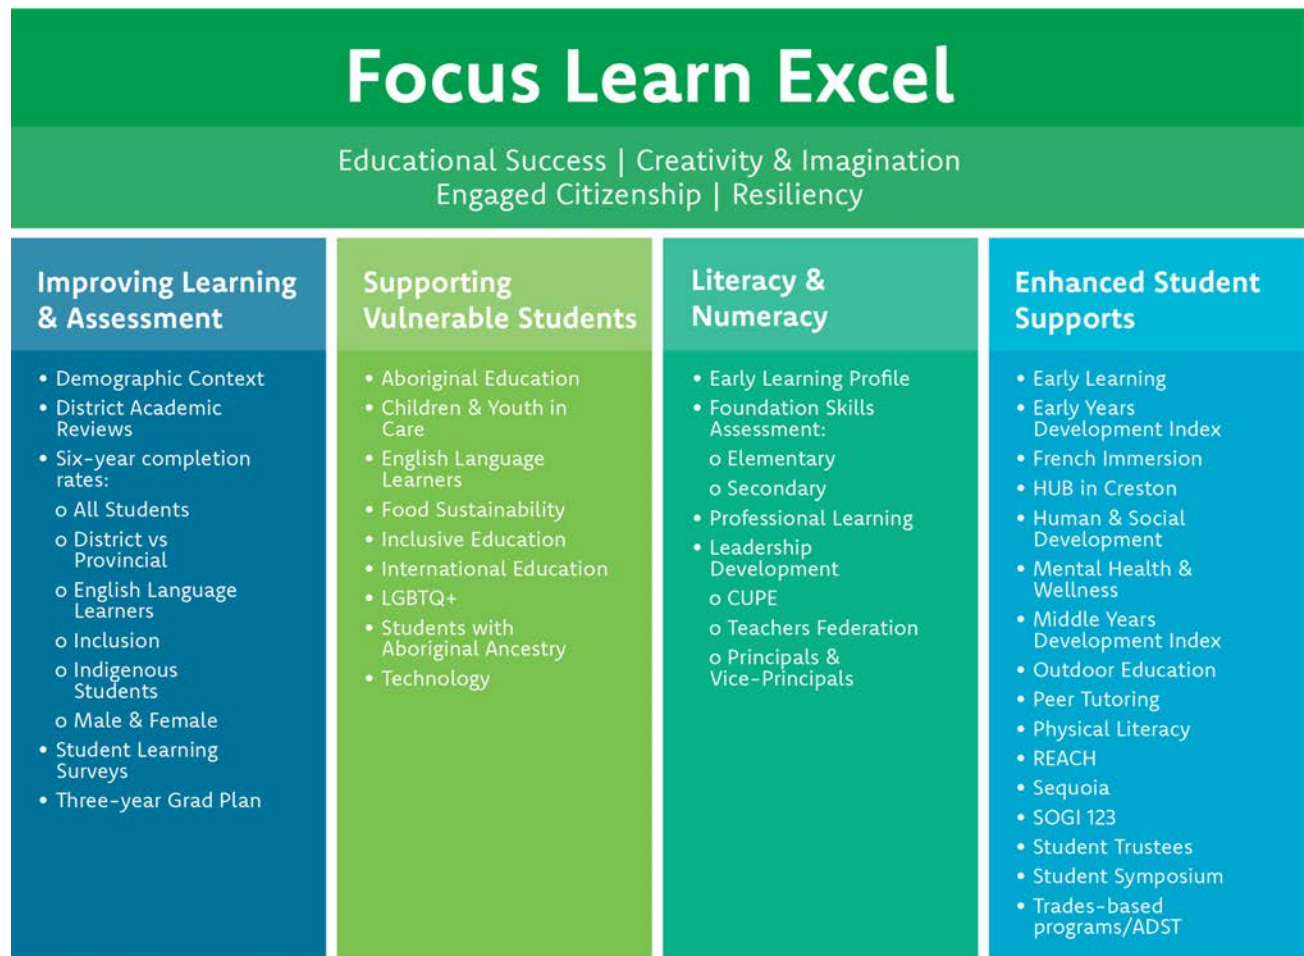 Focus Learn Excel
Educational Success | Creativity & Imagination
Engaged Citizenship | Resiliency
Improving Learning
& Assessment
• Demographic Context
• District Academic
Reviews
• Six-year completion
rates:
o All Students
o District vs
Provincial
o English Language
Learners
o Inclusion
o Indigenous
Students
o Male & Female
• Student Learning
Surveys
• Three-year Grad Plan
Supporting
Vulnerable Students
• Aboriginal Education
• Children & Youth in
Care
• English Language
Learners
• Food Sustainability
• Inclusive Education
• International Education
• LGBTQ+
• Students with
Aboriginal Ancestry
• Technology
Literacy &
Numeracy
• Early Learning Profile
• Foundation Skills
Assessment:
o Elementary
o Secondary
• Professional Learning
• Leadership
Development
o CUPE
o Teachers Federation
o Principals &
Vice-Principals
Enhanced Student
Supports
• Early Learning
• Early Years
Development Index
• French Immersion
• HUB in Creston
• Human & Social
Development
• Mental Health &
Wellness
• Middle Years
Development Index
• Outdoor Education
• Peer Tutoring
• Physical Literacy
• REACH
• Sequoia
• SOGI 123
• Student Trustees
• Student Symposium
• Trades-based
programs/ADST